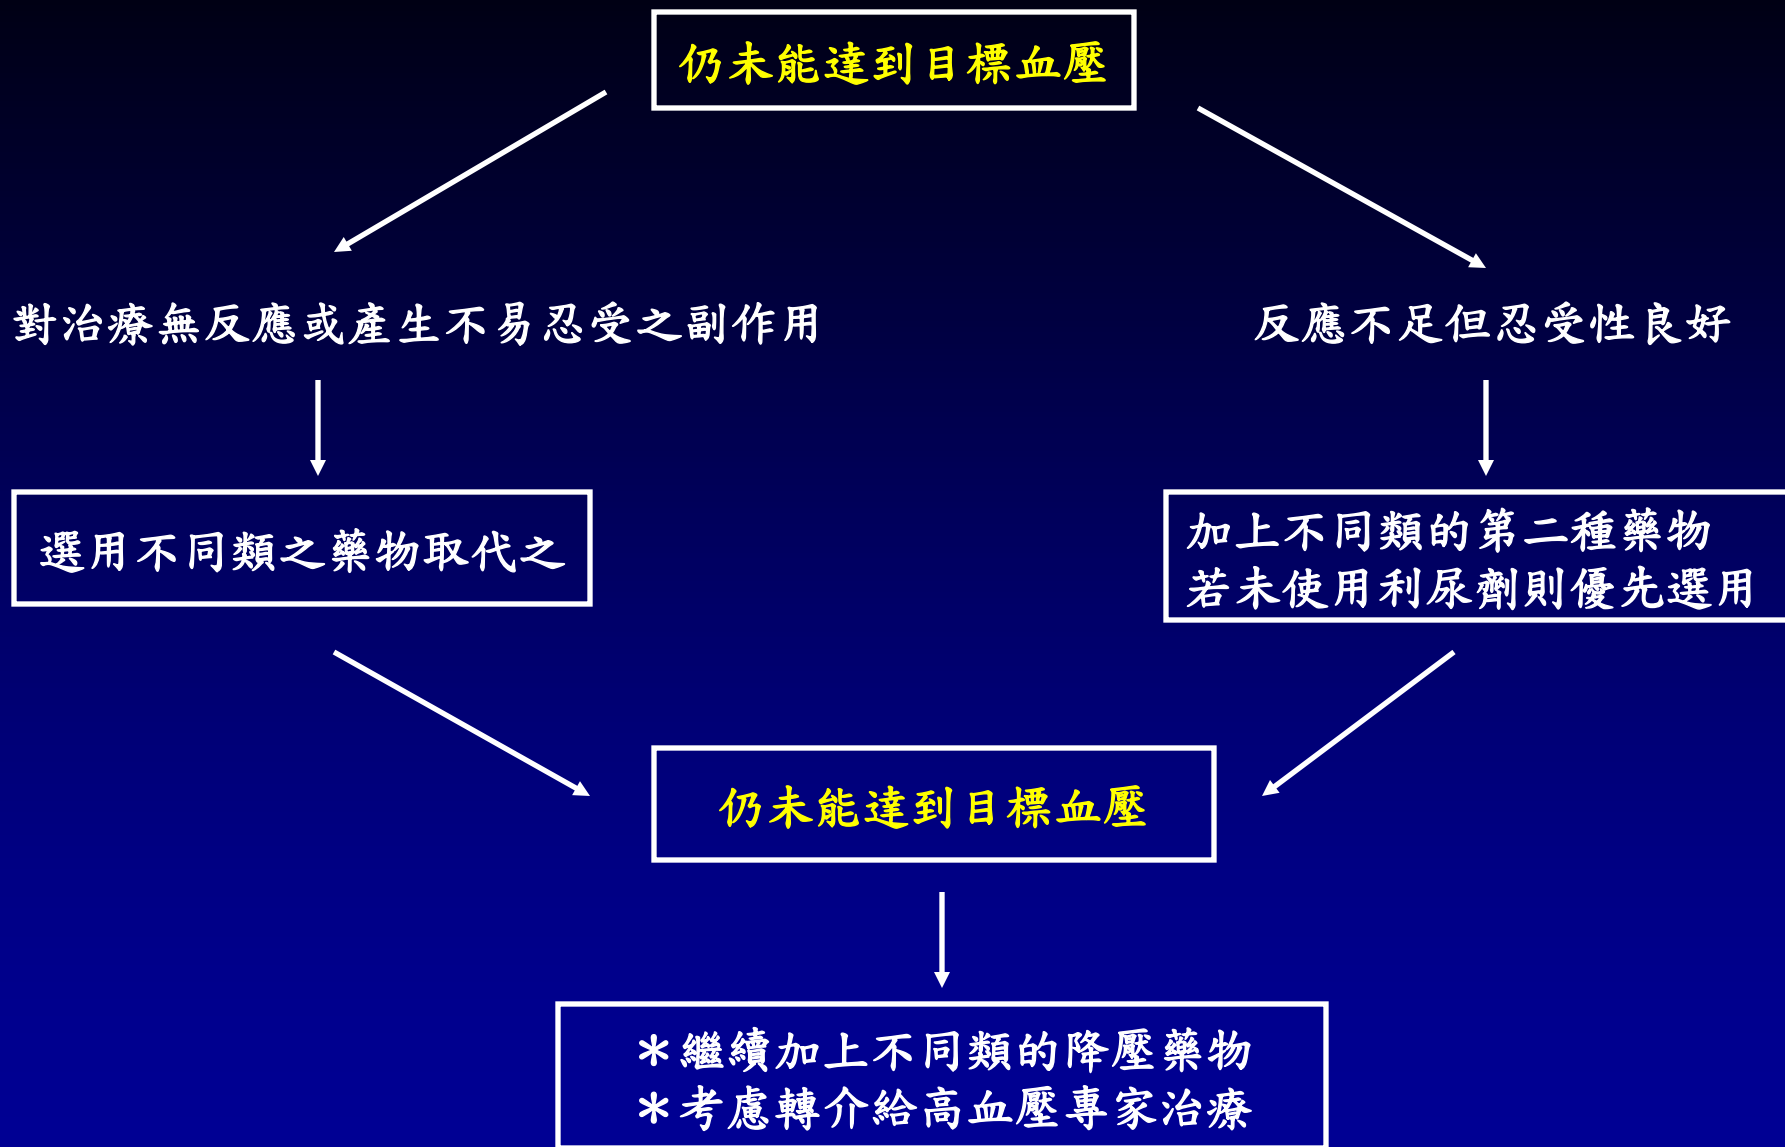 仍未能達到目標血壓
對治療無反應或產生不易忍受之副作用
反應不足但忍受性良好
選用不同類之藥物取代之
加上不同類的第二種藥物
若未使用利尿劑則優先選用
仍未能達到目標血壓
＊繼續加上不同類的降壓藥物
＊考慮轉介給高血壓專家治療